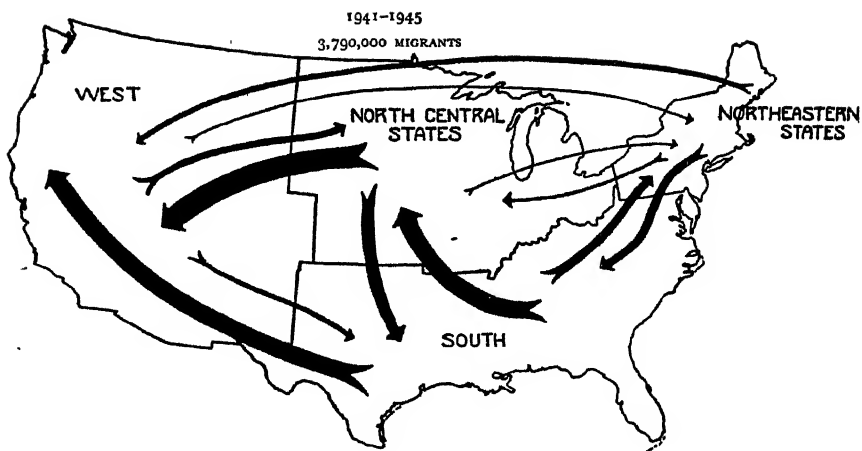 1941–1945
3,790,000 MIGRANTS
WEST
NORTH CENTRAL
STATES
NORTHEASTERN
STATES
SOUTH